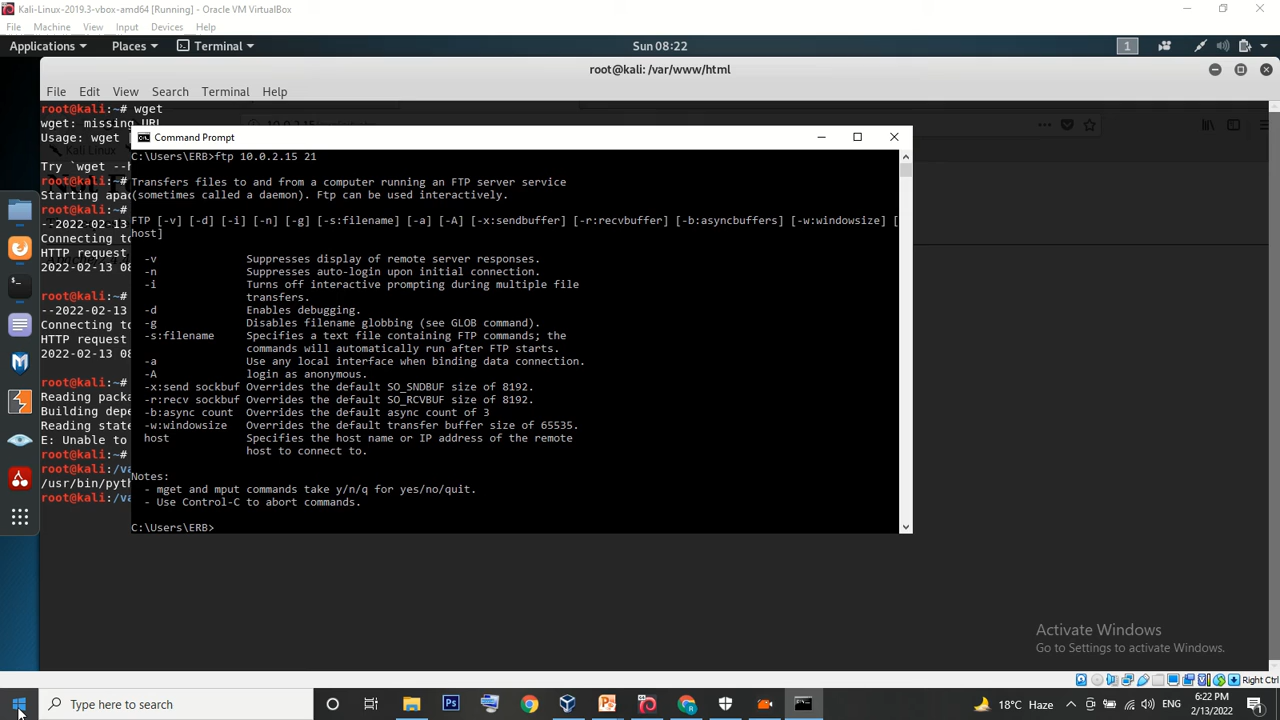 Kali-Linux-2019.3-vbox-amd64 [Running] - Oracle VM VirtualBox
File Machine View Input Devices Help
Applications Places Terminal Sun 08:22 1
root@kali: /var/www/html
File Edit View Search Terminal Help
root@kali:~# wget
wget: missing URL
Usage: wget [
Try `wget --h
root@kali:~#
Starting apac
root@kali:~#
--2022-02-13 08
Connecting to
HTTP request
2022-02-13 08
root@kali:~#
--2022-02-13
Connecting to
HTTP request
2022-02-13 08
root@kali:~#
Reading packa
Building depe
Reading state
E: Unable to
root@kali:~#
root@kali:/va
/usr/bin/pyth
root@kali:/va
Command Prompt
C:\Users\ERB>ftp 10.0.2.15 21
Transfers files to and from a computer running an FTP server service
(sometimes called a daemon). Ftp can be used interactively.
FTP [-v] [-d] [-i] [-n] [-g] [-s:filename] [-a] [-A] [-x:sendbuffer] [-r:recvbuffer] [-b:asyncbuffers] [-w:windowsize] [
host]
-v Suppresses display of remote server responses.
-n Suppresses auto-login upon initial connection.
-i Turns off interactive prompting during multiple file
transfers.
-d Enables debugging.
-g Disables filename globbing (see GLOB command).
-s:filename Specifies a text file containing FTP commands; the
commands will automatically run after FTP starts.
-a Use any local interface when binding data connection.
-A login as anonymous.
-x:send sockbuf Overrides the default SO_SNDBUF size of 8192.
-r:recv sockbuf Overrides the default SO_RCVBUF size of 8192.
-b:async count Overrides the default async count of 3
-w:windowsize Overrides the default transfer buffer size of 65535.
host Specifies the host name or IP address of the remote
host to connect to.
Notes:
- mget and mput commands take y/n/q for yes/no/quit.
- Use Control-C to abort commands.
C:\Users\ERB>
Activate Windows
Go to Settings to activate Windows.
Right Ctrl
Type here to search
18°C Haze ENG
6:22 PM
2/13/2022